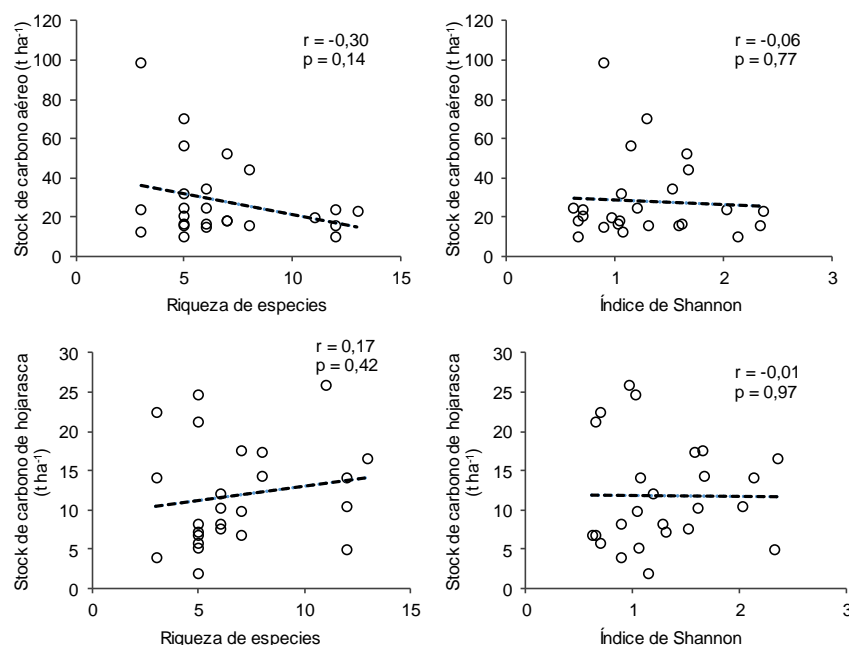 Stock de carbono aéreo (t ha⁻¹)
120
100
80
60
40
20
0
r = -0,30
p = 0,14
0 5 10 15
Riqueza de especies
Stock de carbono aéreo (t ha⁻¹)
120
100
80
60
40
20
0
r = -0,06
p = 0,77
0 1 2 3
Índice de Shannon
Stock de carbono de hojarasca
(t ha⁻¹)
30
25
20
15
10
5
0
r = 0,17
p = 0,42
0 5 10 15
Riqueza de especies
Stock de carbono de hojarasca
(t ha⁻¹)
30
25
20
15
10
5
0
r = -0,01
p = 0,97
0 1 2 3
Índice de Shannon